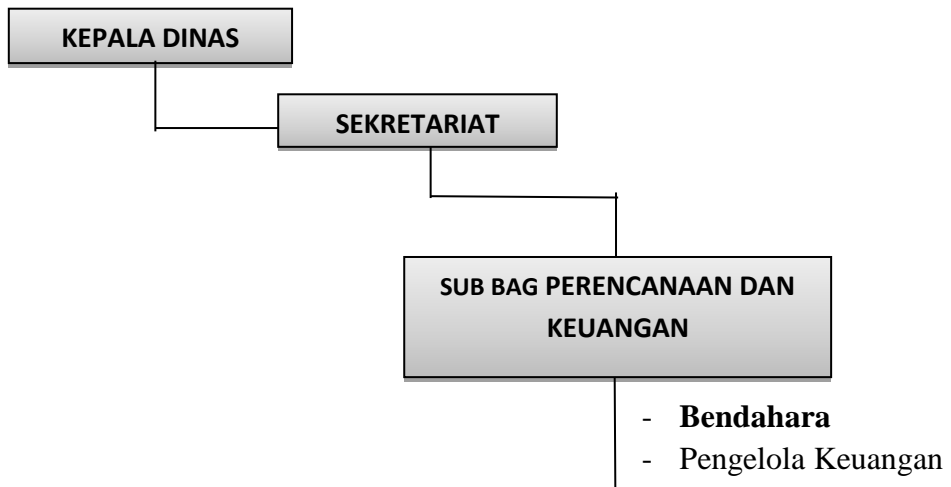 KEPALA DINAS
SEKRETARIAT
SUB BAG PERENCANAAN DAN
KEUANGAN
- Bendahara
- Pengelola Keuangan